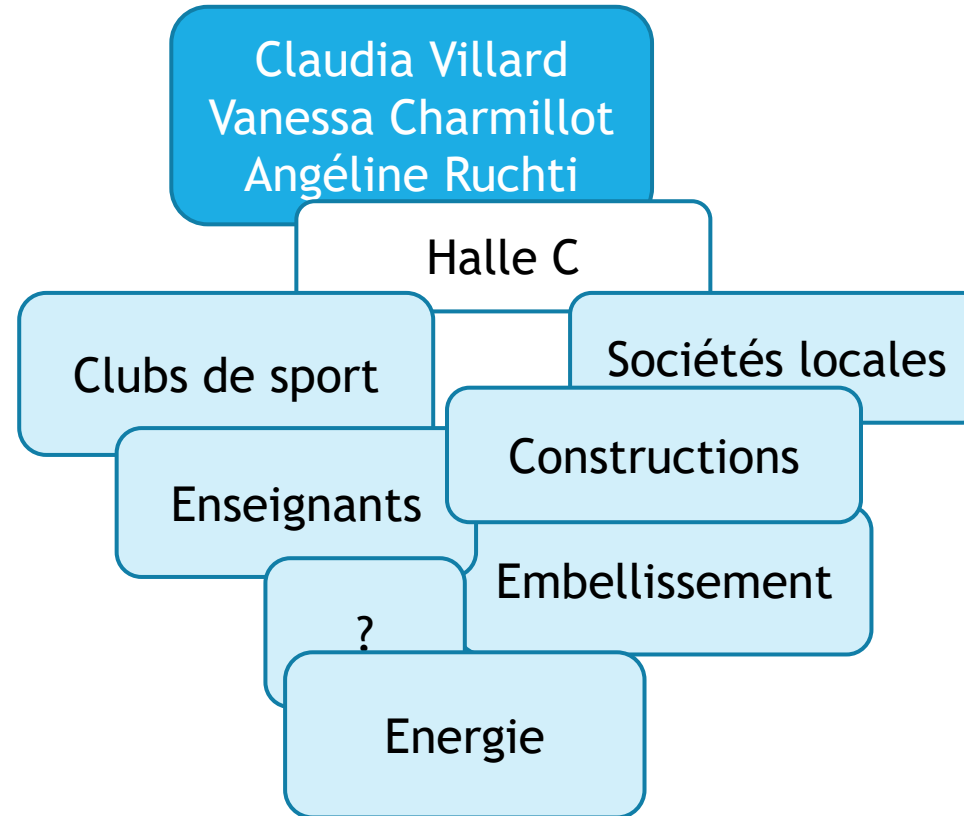 Claudia Villard
Vanessa Charmillot
Angéline Ruchti
Halle C
Clubs de sport
Sociétés locales
Constructions
Enseignants
Embellissement
?
Energie